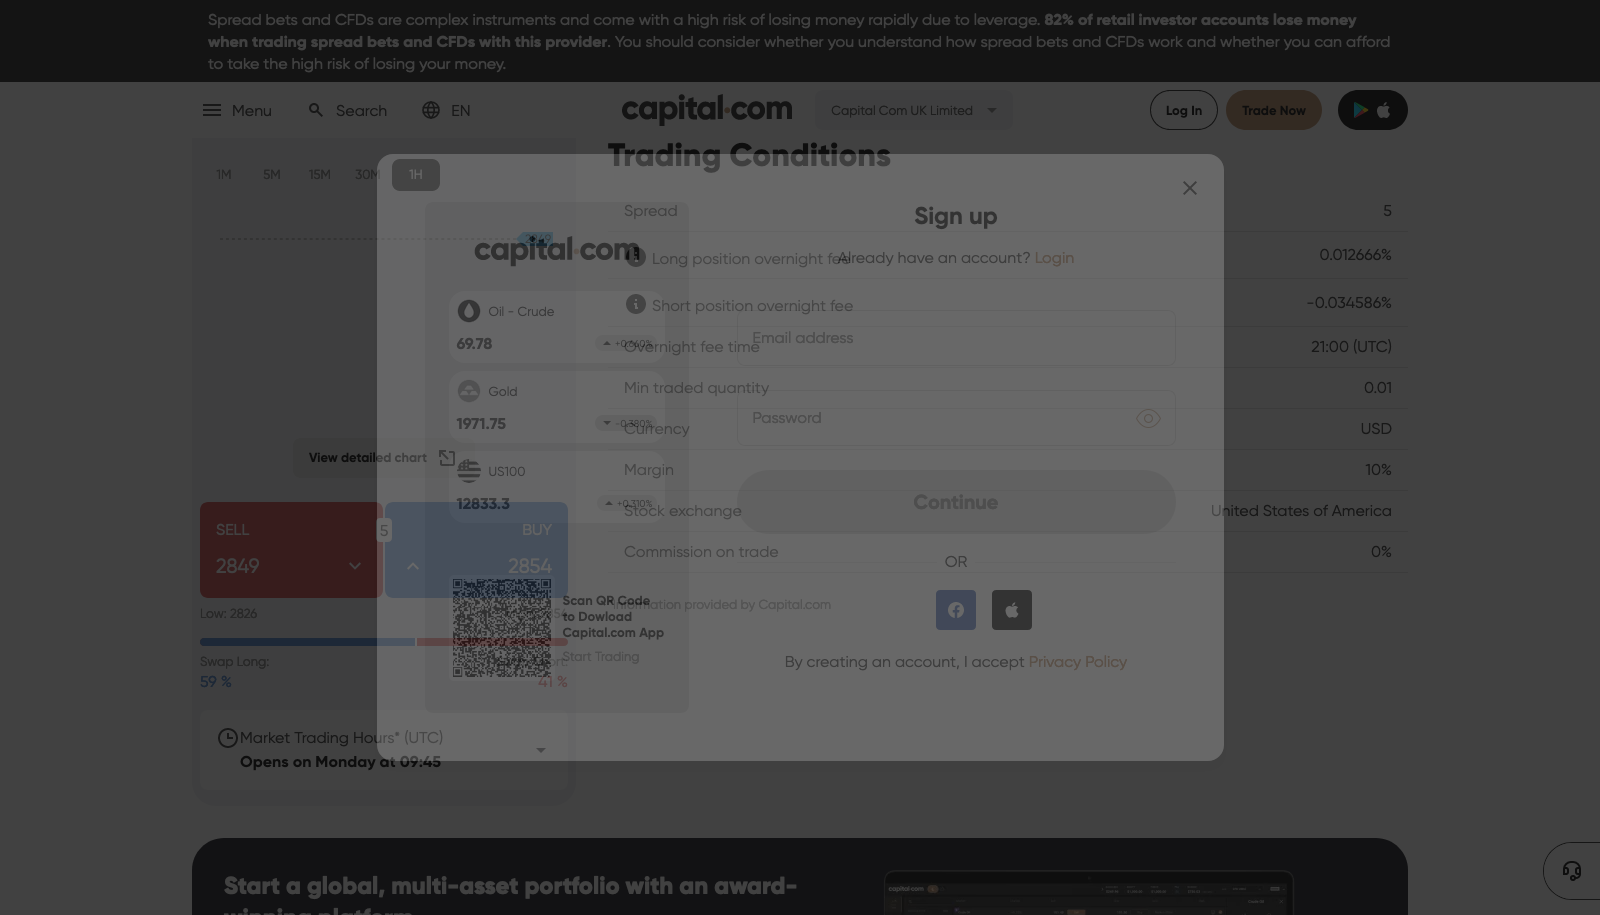 Spread bets and CFDs are complex instruments and come with a high risk of losing money rapidly due to leverage. 82% of retail investor accounts lose money
when trading spread bets and CFDs with this provider. You should consider whether you understand how spread bets and CFDs work and whether you can afford
to take the high risk of losing your money.
Menu
Search
EN
capital.com
Capital Com UK Limited
Log In
Trade Now
Trading Conditions
1M 5M 15M 30M 1H
Spread 5
Long position overnight fee 0.012666%
Short position overnight fee -0.034586%
Overnight fee time 21:00 (UTC)
Min traded quantity 0.01
Currency USD
Margin 10%
Stock exchange United States of America
Commission on trade 0%
*Information provided by Capital.com
capital.com
Oil - Crude
69.78
Gold
1971.75
US100
12833.3
Scan QR Code
to Dowload
Capital.com App
Start Trading
Sign up
Already have an account? Login
Email address
Password
Continue
OR
By creating an account, I accept Privacy Policy
View detailed chart
SELL
2849
5
BUY
2854
Low: 2826
Swap Long:
59 %
41 %
Market Trading Hours* (UTC)
Opens on Monday at 09:45
Start a global, multi-asset portfolio with an award-
winning platform